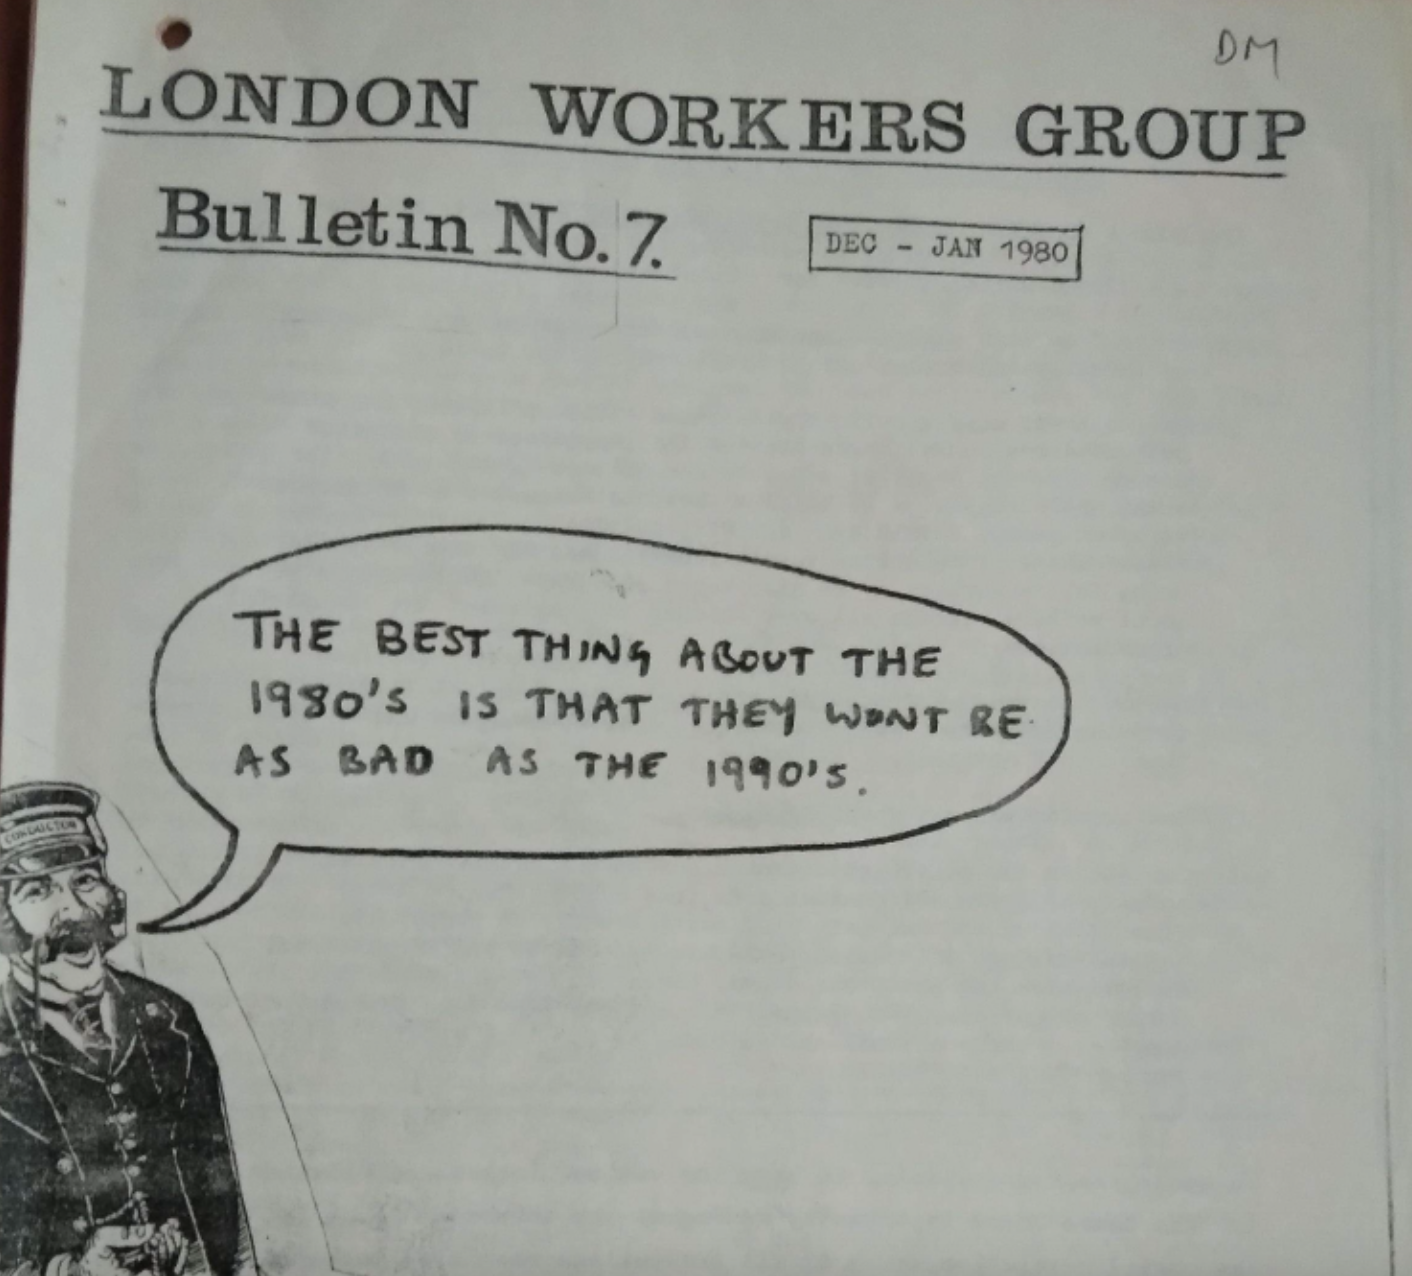 DM
LONDON WORKERS GROUP
Bulletin No. 7.
DEC - JAN 1980
THE BEST THING ABOUT THE
1980'S IS THAT THEY WONT BE
AS BAD AS THE 1990'S.
CONDUCTOR